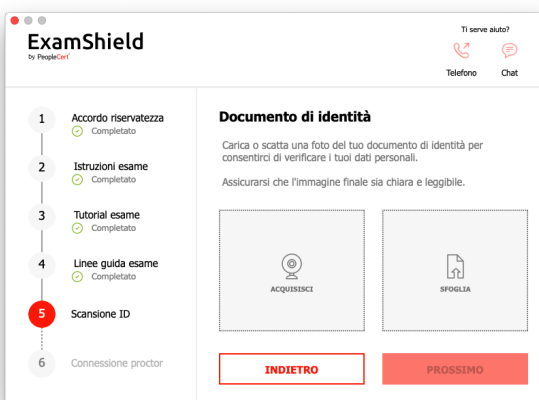 ExamShield
by PeopleCert
Ti serve aiuto?
Telefono
Chat
1
Accordo riservatezza
Completato
2
Istruzioni esame
Completato
3
Tutorial esame
Completato
4
Linee guida esame
Completato
5
Scansione ID
6
Connessione proctor
Documento di identità
Carica o scatta una foto del tuo documento di identità per
consentirci di verificare i tuoi dati personali.
Assicurarsi che l'immagine finale sia chiara e leggibile.
ACQUISISCI
SFOGLIA
INDIETRO
PROSSIMO